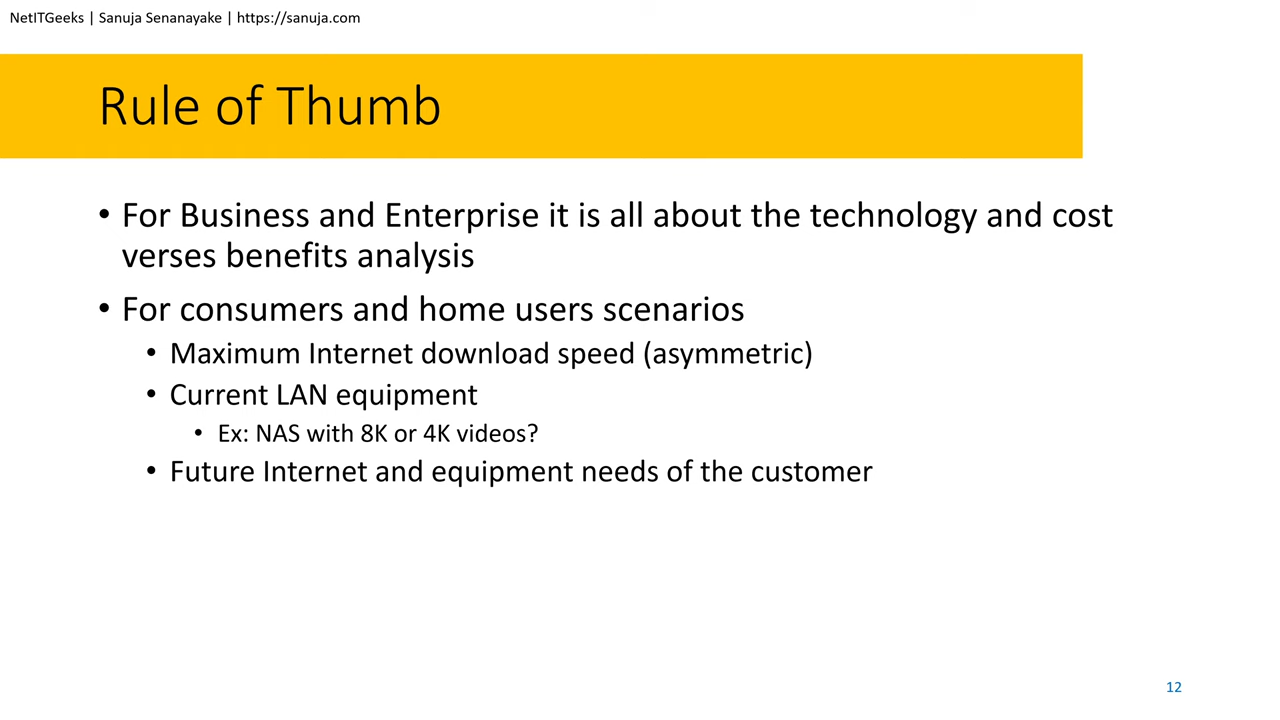 NetITGeeks | Sanuja Senanayake | https://sanuja.com
Rule of Thumb
• For Business and Enterprise it is all about the technology and cost
verses benefits analysis
• For consumers and home users scenarios
• Maximum Internet download speed (asymmetric)
• Current LAN equipment
• Ex: NAS with 8K or 4K videos?
• Future Internet and equipment needs of the customer
12